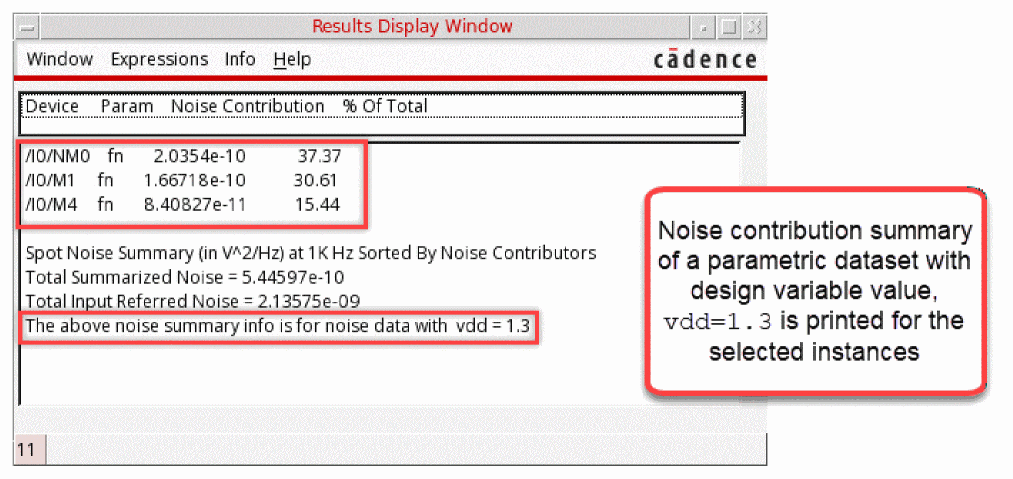 Results Display Window
Window Expressions Info Help
cādence
Device Param Noise Contribution % Of Total
/I0/NM0 fn 2.0354e-10 37.37
/I0/M1 fn 1.66718e-10 30.61
/I0/M4 fn 8.40827e-11 15.44
Spot Noise Summary (in V^2/Hz) at 1K Hz Sorted By Noise Contributors
Total Summarized Noise = 5.44597e-10
Total Input Referred Noise = 2.13575e-09
The above noise summary info is for noise data with vdd = 1.3
Noise contribution summary
of a parametric dataset with
design variable value,
vdd=1.3 is printed for the
selected instances
11